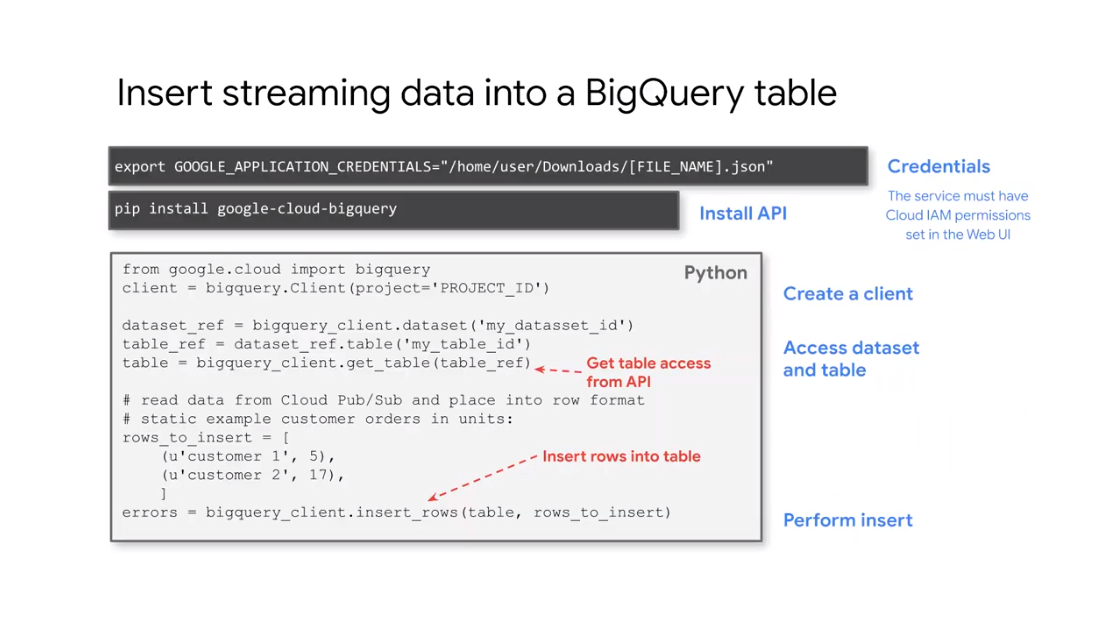 Insert streaming data into a BigQuery table
export GOOGLE_APPLICATION_CREDENTIALS="/home/user/Downloads/[FILE_NAME].json"
Credentials
The service must have
Cloud IAM permissions
set in the Web UI
pip install google-cloud-bigquery
Install API
Python
from google.cloud import bigquery
client = bigquery.Client(project='PROJECT_ID')
Create a client
dataset_ref = bigquery_client.dataset('my_datasset_id')
table_ref = dataset_ref.table('my_table_id')
table = bigquery_client.get_table(table_ref)
Get table access
from API
Access dataset
and table
# read data from Cloud Pub/Sub and place into row format
# static example customer orders in units:
rows_to_insert = [
(u'customer 1', 5),
(u'customer 2', 17),
]
Insert rows into table
errors = bigquery_client.insert_rows(table, rows_to_insert)
Perform insert